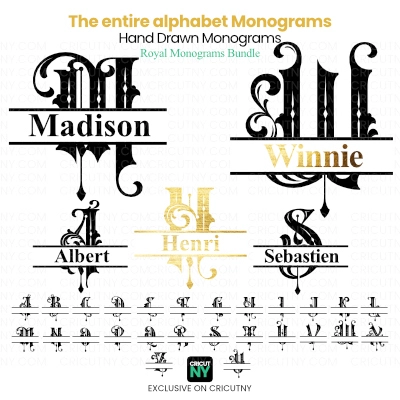 The entire alphabet Monograms
Hand Drawn Monograms
Royal Monograms Bundle
M W
Madison
Winnie
A H S
Albert
Henri
Sebastien
A B C D E F G H I J K L
CRICUT
NY
EXCLUSIVE ON CRICUTNY